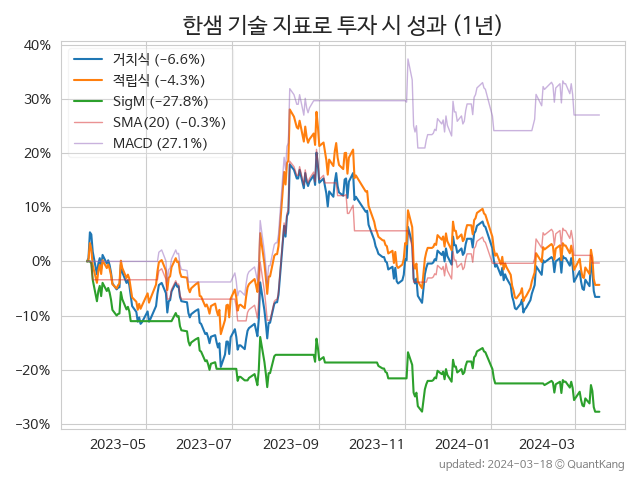 한샘 기술 지표로 투자 시 성과 (1년)
40%
30%
20%
10%
0%
−10%
−20%
−30%
거치식 (−6.6%)
적립식 (−4.3%)
SigM (−27.8%)
SMA(20) (−0.3%)
MACD (27.1%)
2023-05 2023-07 2023-09 2023-11 2024-01 2024-03
updated: 2024-03-18 © QuantKang